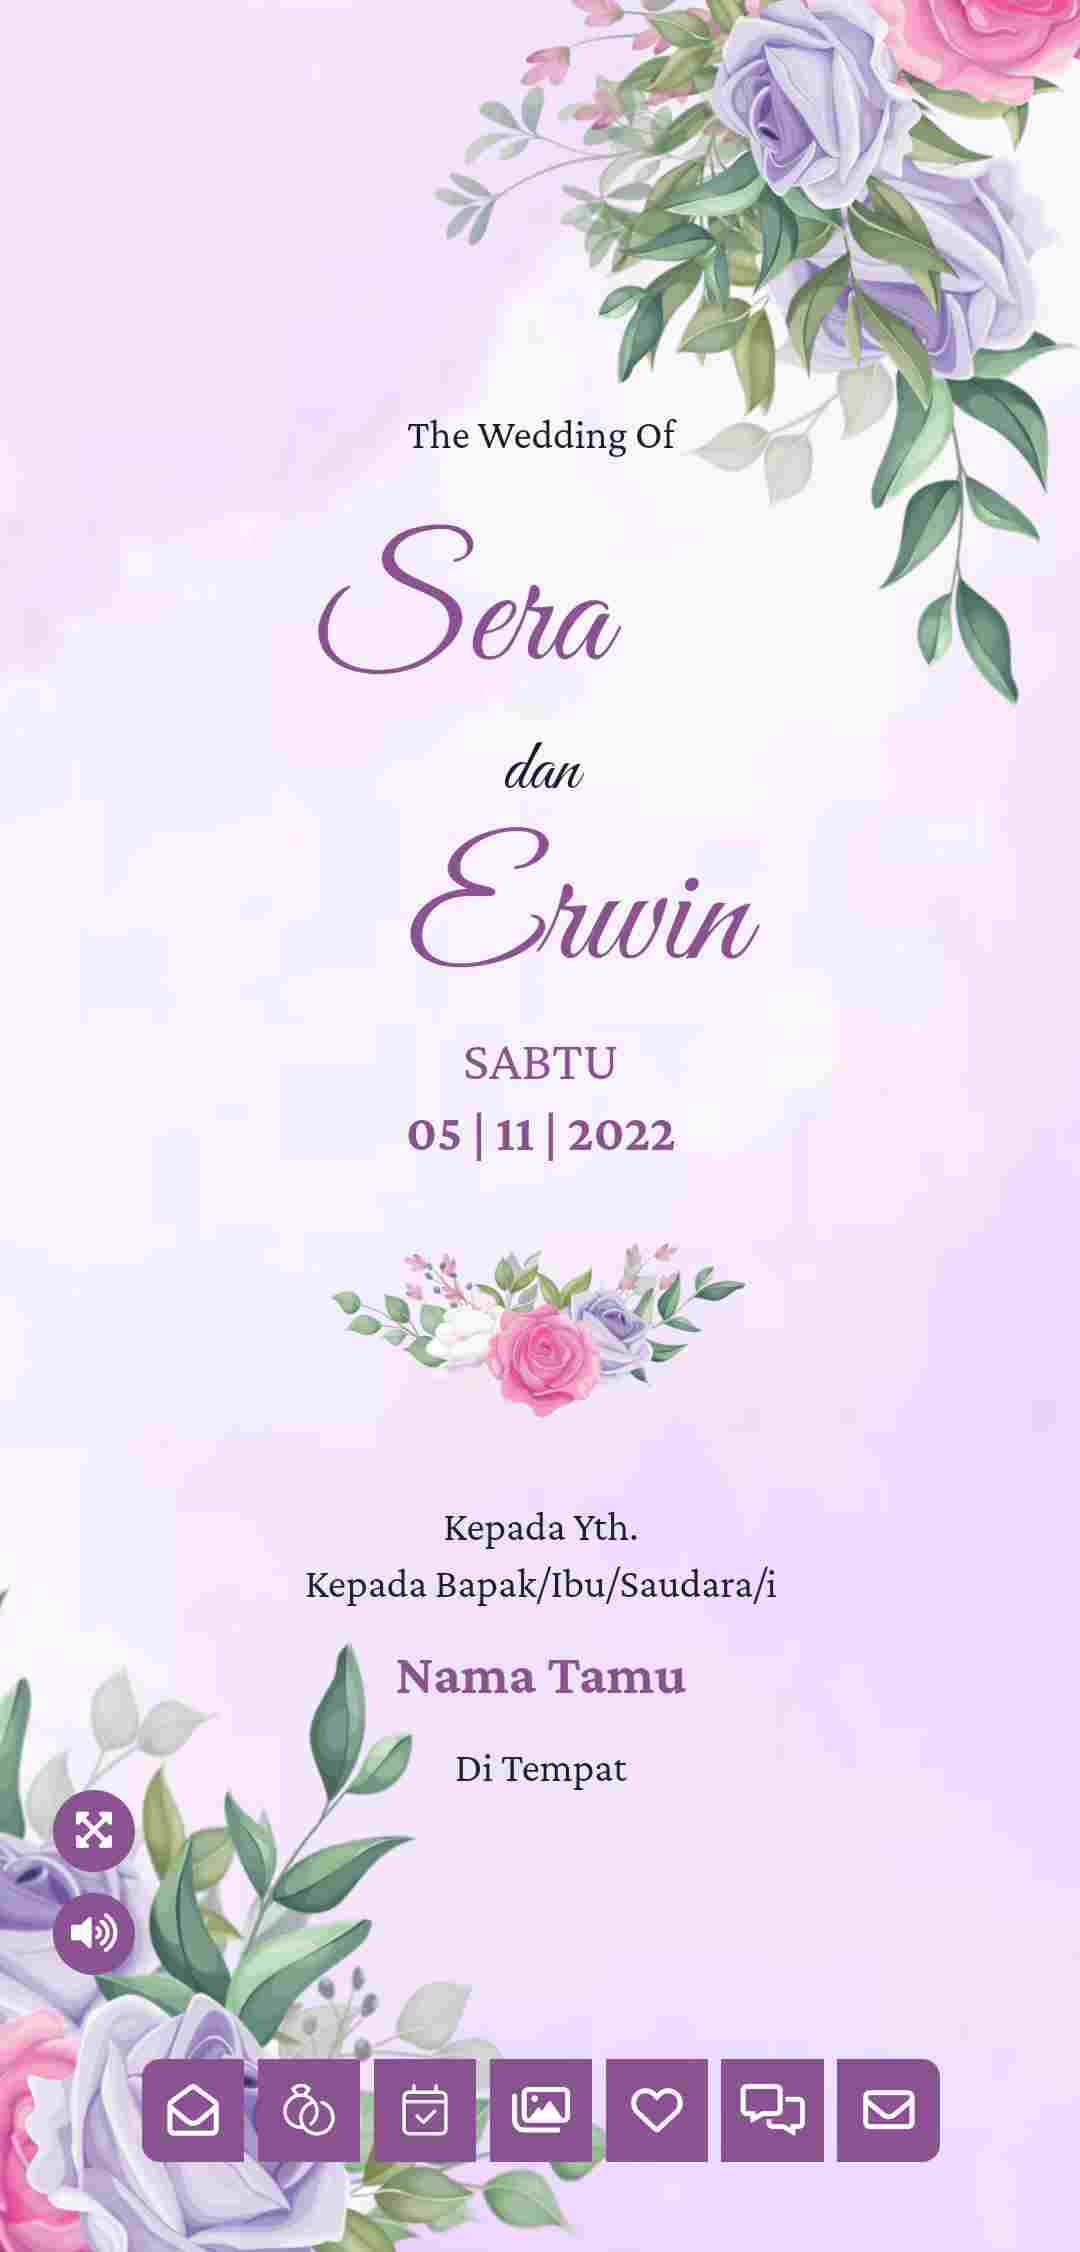 The Wedding Of
Sera
dan
Erwin
SABTU
05 | 11 | 2022
Kepada Yth.
Kepada Bapak/Ibu/Saudara/i
Nama Tamu
Di Tempat